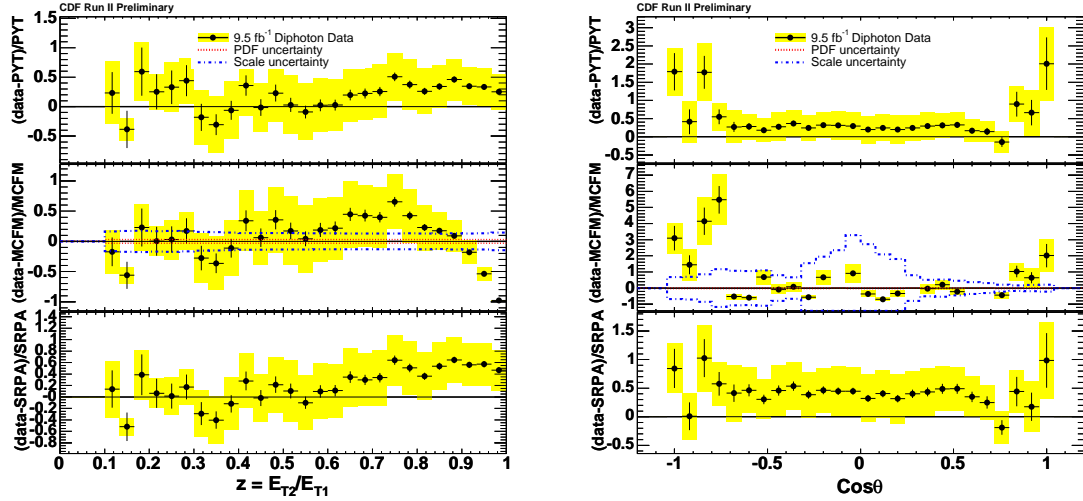 CDF Run II Preliminary
(data-PYT)/PYT
1.5
1
0.5
0
-0.5
9.5 fb⁻¹ Diphoton Data
PDF uncertainty
Scale uncertainty
(data-MCFM)/MCFM
1
0.5
0
-0.5
-1
(data-SRPA)/SRPA
1.4
1.2
1
0.8
0.6
0.4
0.2
-0
-0.2
-0.4
-0.6
-0.8
0 0.1 0.2 0.3 0.4 0.5 0.6 0.7 0.8 0.9 1
z = E_T2/E_T1
CDF Run II Preliminary
(data-PYT)/PYT
3
2.5
2
1.5
1
0.5
0
-0.5
9.5 fb⁻¹ Diphoton Data
PDF uncertainty
Scale uncertainty
(data-MCFM)/MCFM
7
6
5
4
3
2
1
0
-1
(data-SRPA)/SRPA
1.5
1
0.5
0
-0.5
-1 -0.5 0 0.5 1
Cosθ